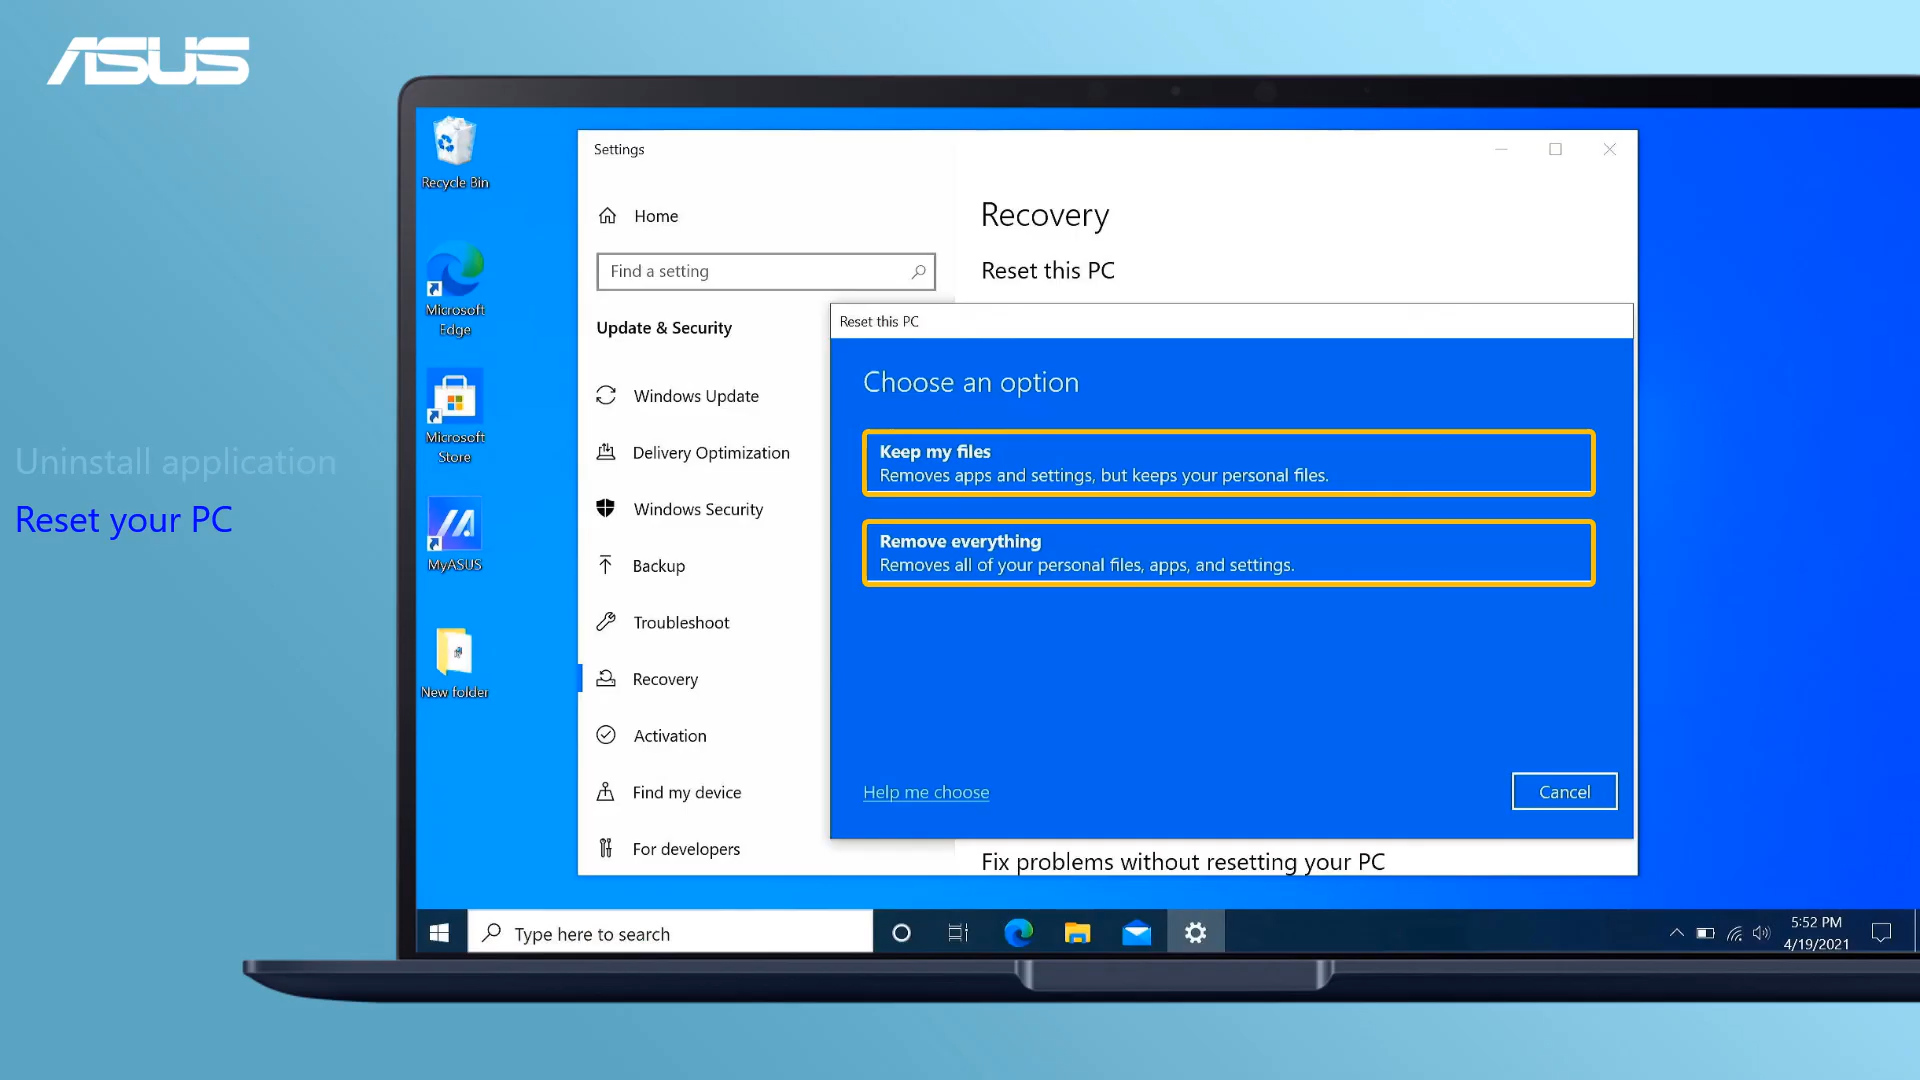 ASUS
Uninstall application
Reset your PC
Recycle Bin
Microsoft
Edge
Microsoft
Store
MyASUS
New folder
Settings
Home
Find a setting
Update & Security
Windows Update
Delivery Optimization
Windows Security
Backup
Troubleshoot
Recovery
Activation
Find my device
For developers
Recovery
Reset this PC
Reset this PC
Choose an option
Keep my files
Removes apps and settings, but keeps your personal files.
Remove everything
Removes all of your personal files, apps, and settings.
Help me choose
Cancel
Fix problems without resetting your PC
Type here to search
5:52 PM
4/19/2021